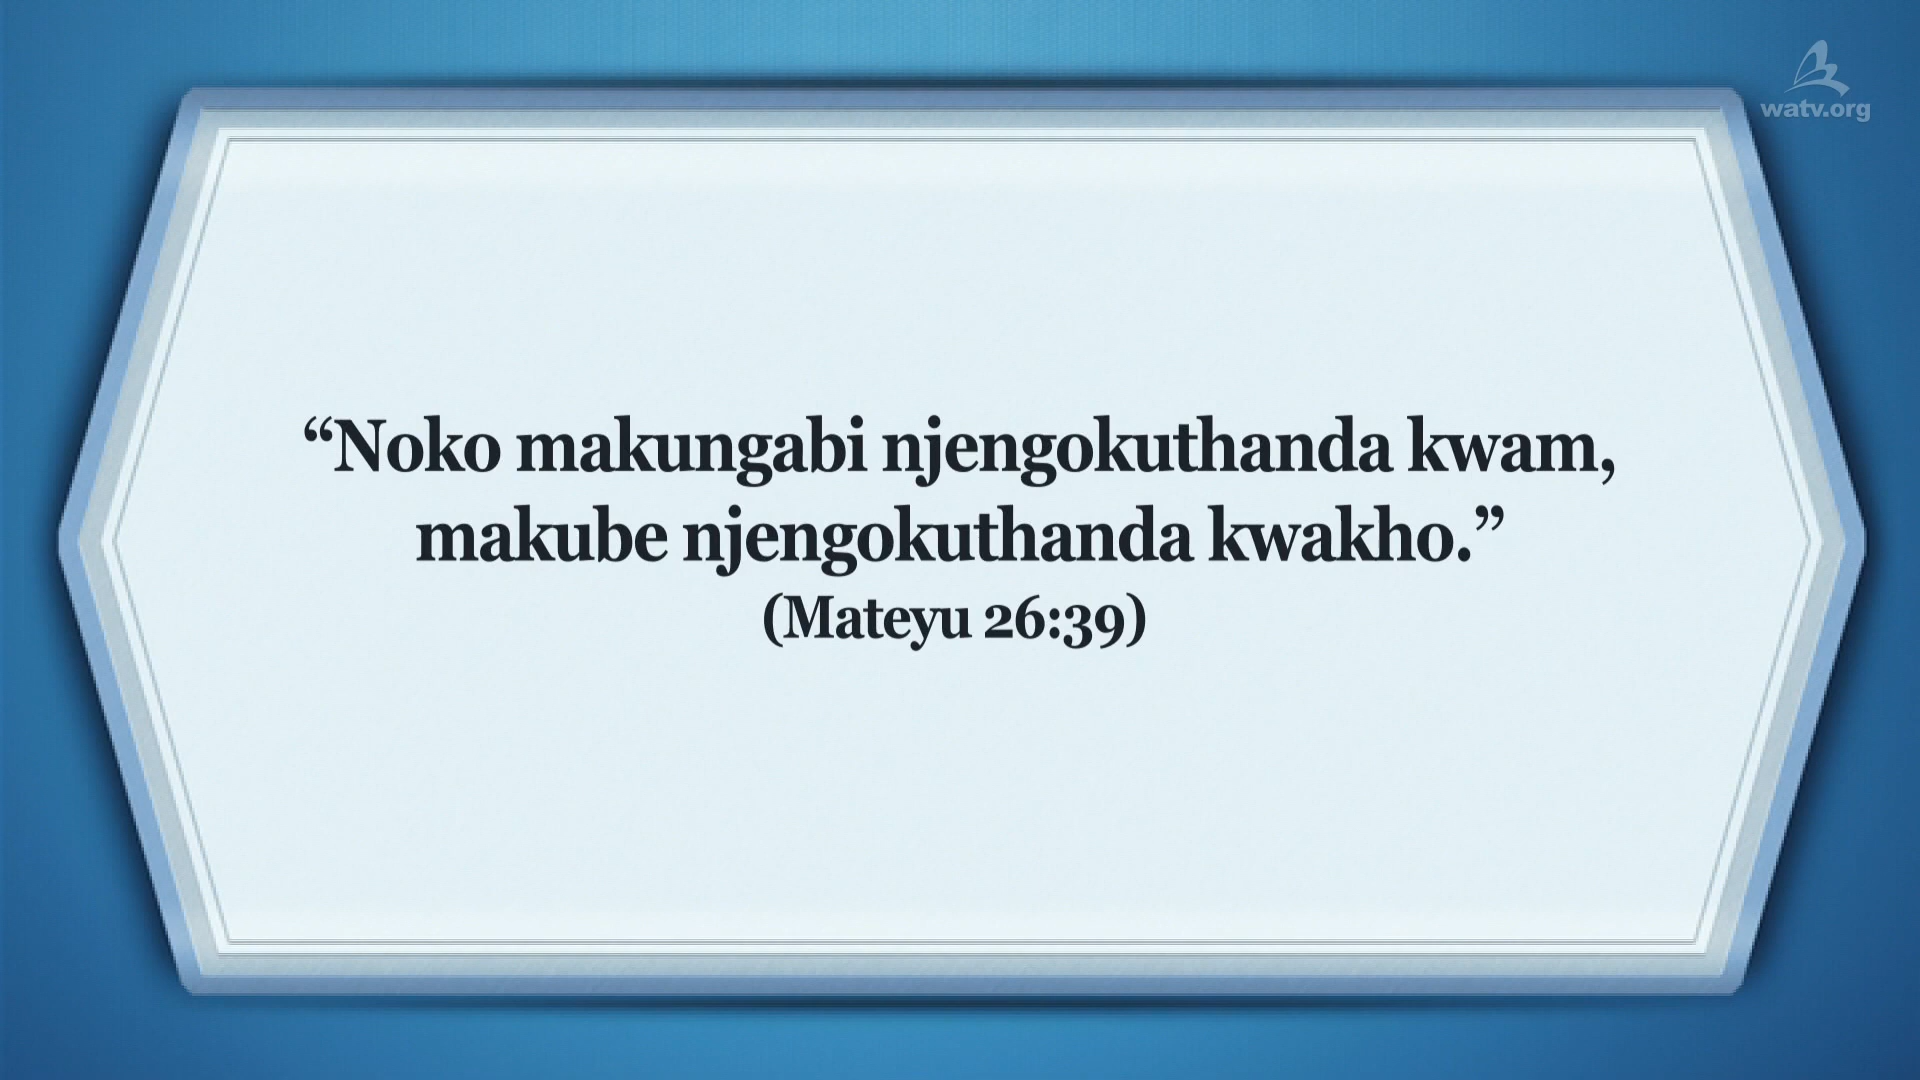 watv.org
“Noko makungabi njengokuthanda kwam,
makube njengokuthanda kwakho.”
(Mateyu 26:39)